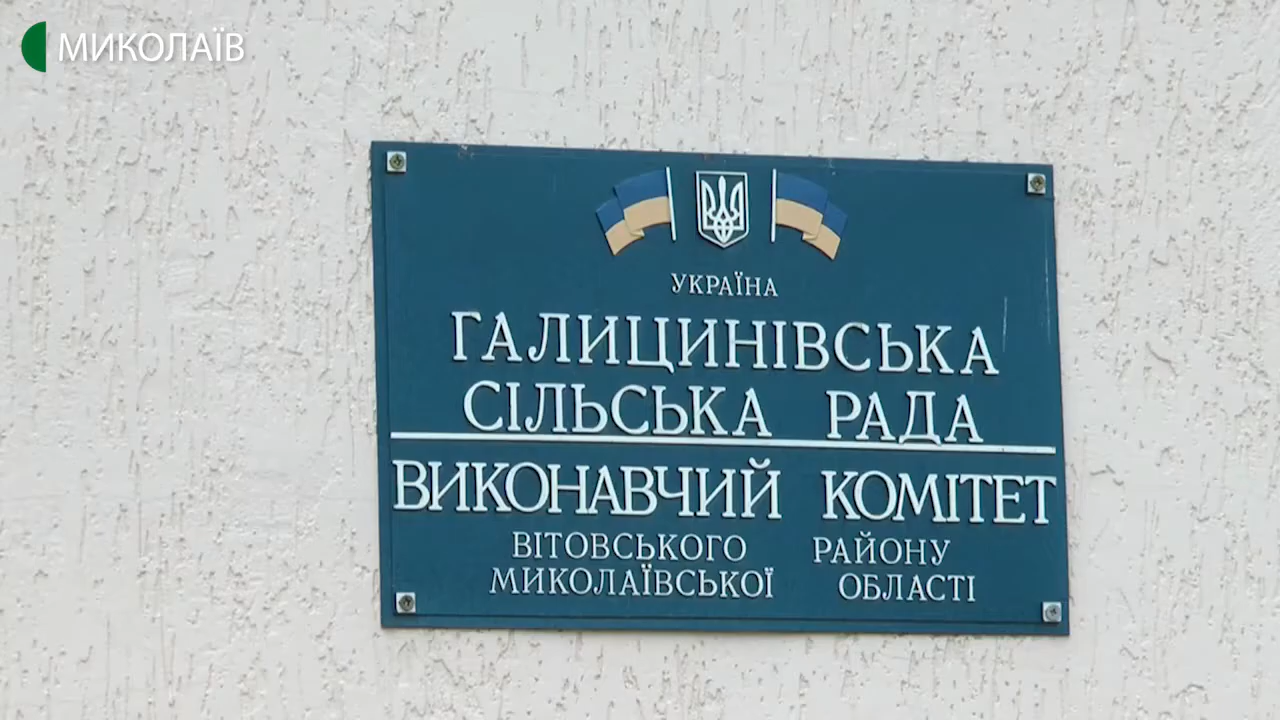 МИКОЛАЇВ
УКРАЇНА
ГАЛИЦИНІВСЬКА
СІЛЬСЬКА РАДА
ВИКОНАВЧИЙ КОМІТЕТ
ВІТОВСЬКОГО РАЙОНУ
МИКОЛАЇВСЬКОЇ ОБЛАСТІ